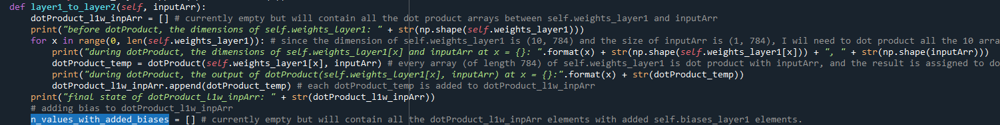 def layer1_to_layer2(self, inputArr):
dotProduct_l1w_inpArr = [] # currently empty but will contain all the dot product arrays between self.weights_layer1 and inputArr
print("before dotProduct, the dimensions of self.weights_layer1: " + str(np.shape(self.weights_layer1)))
for x in range(0, len(self.weights_layer1)): # since the dimension of self.weights_layer1 is (10, 784) and the size of inputArr is (1, 784), I wil need to dot product all the 10 arra
print("during dotProduct, the dimensions of self.weights_layer1[x] and inputArr at x = {}: ".format(x) + str(np.shape(self.weights_layer1[x])) + ", " + str(np.shape(inputArr)))
dotProduct_temp = dotProduct(self.weights_layer1[x], inputArr) # every array (of length 784) of self.weights_layer1 is dot product with inputArr, and the result is assigned to do
print("during dotProduct, the output of dotProduct(self.weights_layer1[x], inputArr) at x = {}:".format(x) + str(dotProduct_temp))
dotProduct_l1w_inpArr.append(dotProduct_temp) # each dotProduct_temp is added to dotProduct_l1w_inpArr
print("final state of dotProduct_l1w_inpArr: " + str(dotProduct_l1w_inpArr))
# adding bias to dotProduct_l1w_inpArr
n_values_with_added_biases = [] # currently empty but will contain all the dotProduct_l1w_inpArr elements with added self.biases_layer1 elements.